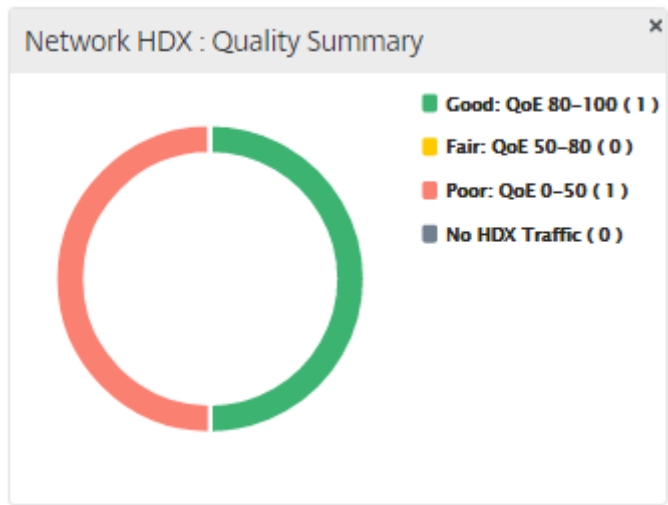 Network HDX : Quality Summary
×
Good: QoE 80–100 ( 1 )
Fair: QoE 50–80 ( 0 )
Poor: QoE 0–50 ( 1 )
No HDX Traffic ( 0 )